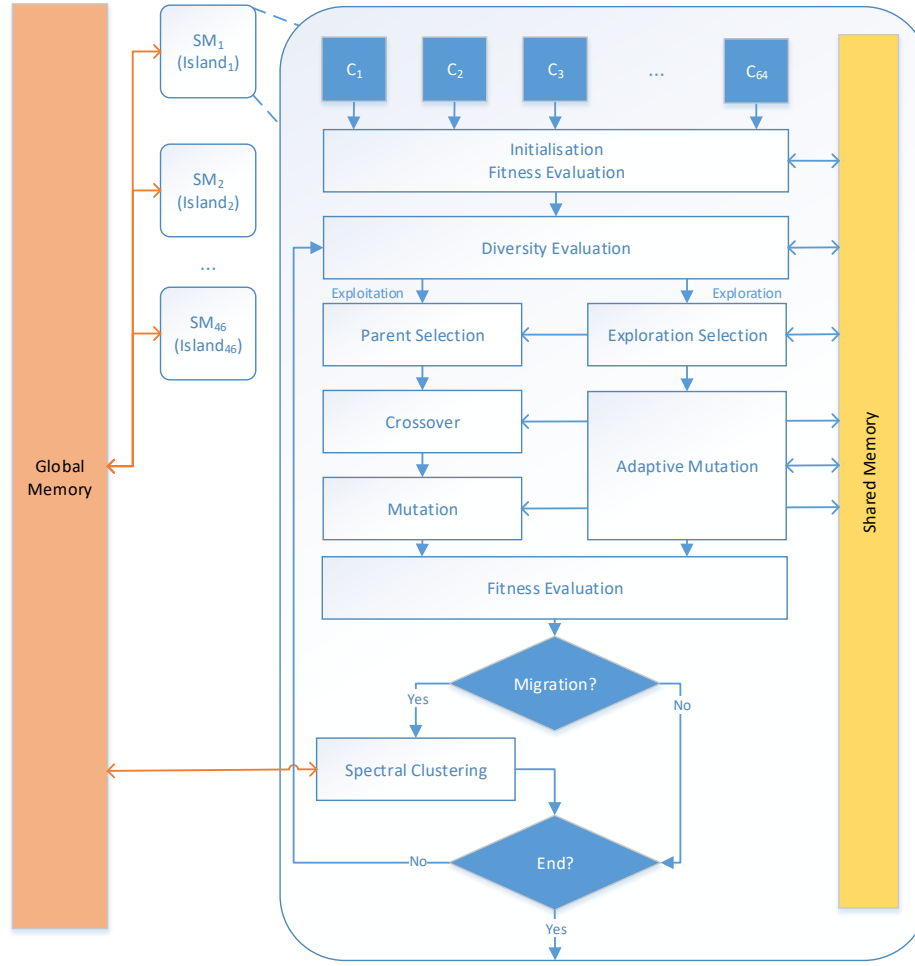 SM1
(Island1)
SM2
(Island2)
...
SM46
(Island46)
Global
Memory
C1
C2
C3
...
C64
Initialisation
Fitness Evaluation
Diversity Evaluation
Exploitation
Exploration
Parent Selection
Exploration Selection
Crossover
Adaptive Mutation
Mutation
Fitness Evaluation
Migration?
Yes
No
Spectral Clustering
End?
No
Yes
Shared Memory